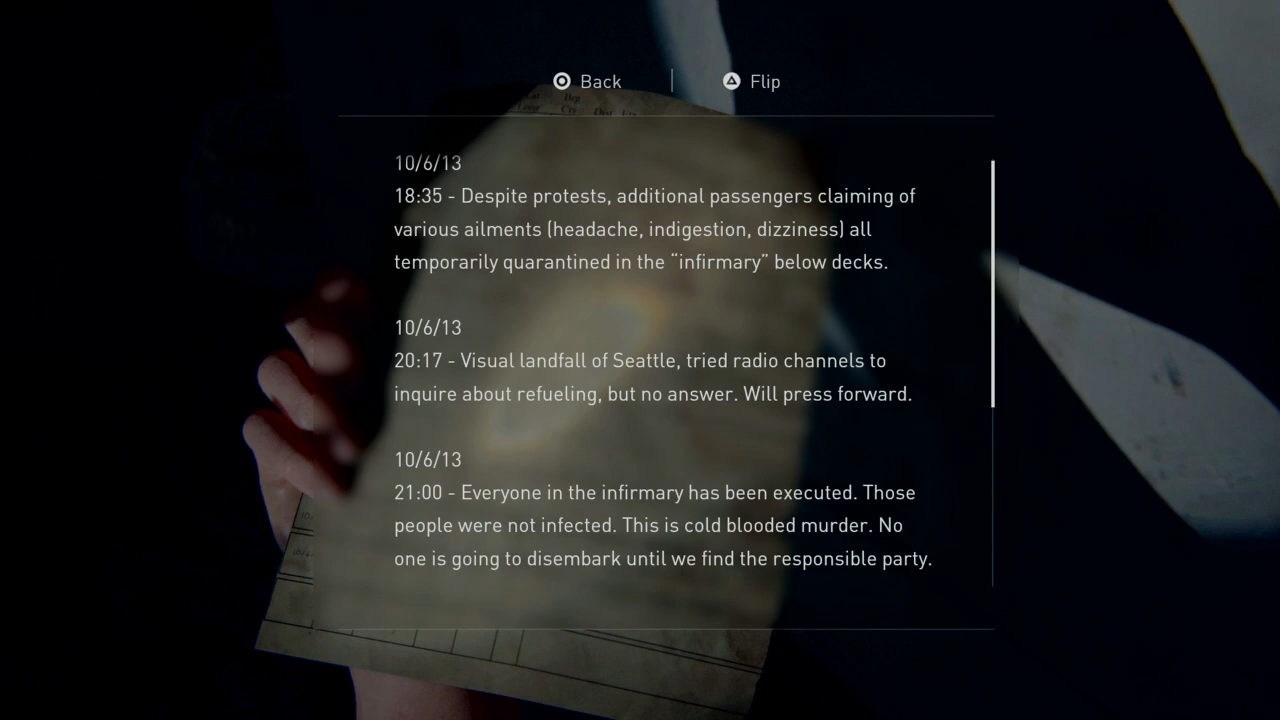 Back | Flip
Dep
10/6/13
18:35 - Despite protests, additional passengers claiming of
various ailments (headache, indigestion, dizziness) all
temporarily quarantined in the “infirmary” below decks.
10/6/13
20:17 - Visual landfall of Seattle, tried radio channels to
inquire about refueling, but no answer. Will press forward.
10/6/13
21:00 - Everyone in the infirmary has been executed. Those
people were not infected. This is cold blooded murder. No
one is going to disembark until we find the responsible party.